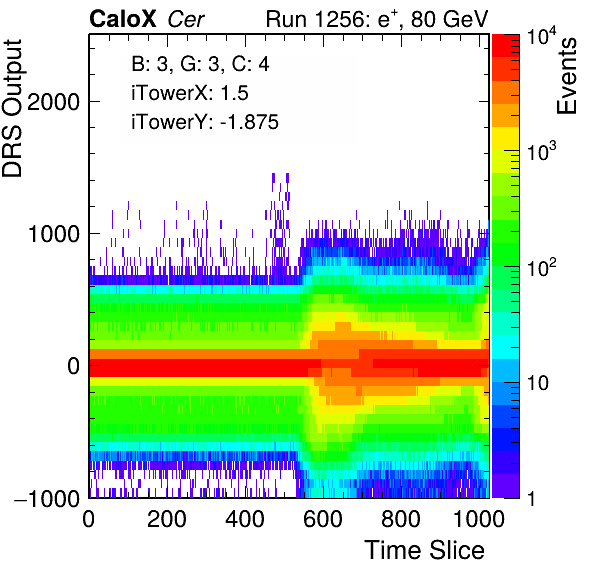 CaloX Cer Run 1256: e+, 80 GeV
B: 3, G: 3, C: 4
iTowerX: 1.5
iTowerY: -1.875
DRS Output
2000
1000
0
−1000
0 200 400 600 800 1000
Time Slice
Events
10^4
10^3
10^2
10
1